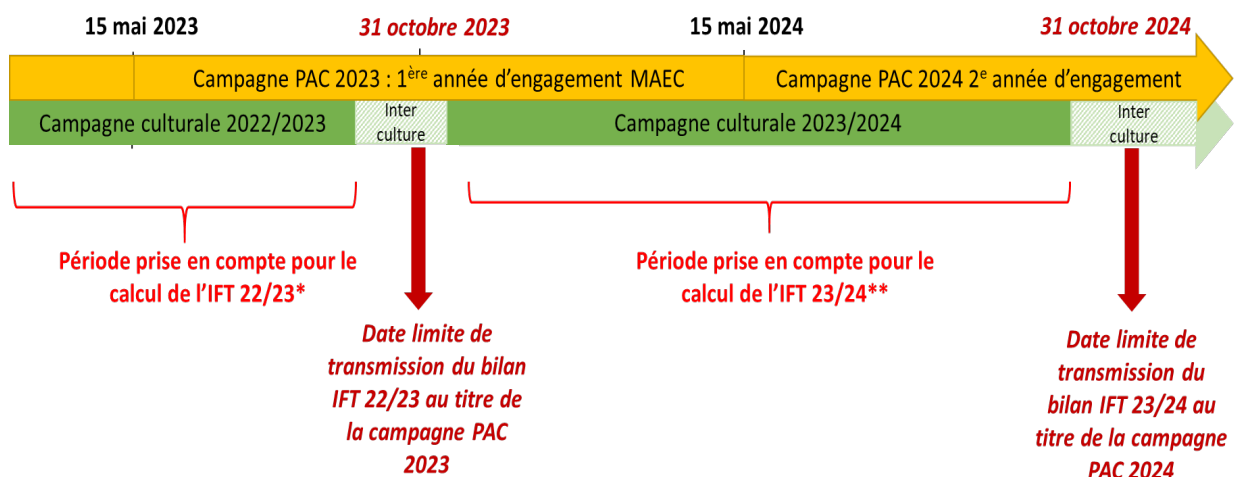 15 mai 2023
31 octobre 2023
15 mai 2024
31 octobre 2024
Campagne PAC 2023 : 1ère année d’engagement MAEC
Campagne PAC 2024 2e année d’engagement
Campagne culturale 2022/2023
Inter
culture
Campagne culturale 2023/2024
Inter
culture
Période prise en compte pour le
calcul de l’IFT 22/23*
Période prise en compte pour le
calcul de l’IFT 23/24**
Date limite de
transmission du bilan
IFT 22/23 au titre de
la campagne PAC
2023
Date limite de
transmission du
bilan IFT 23/24 au
titre de la campagne
PAC 2024